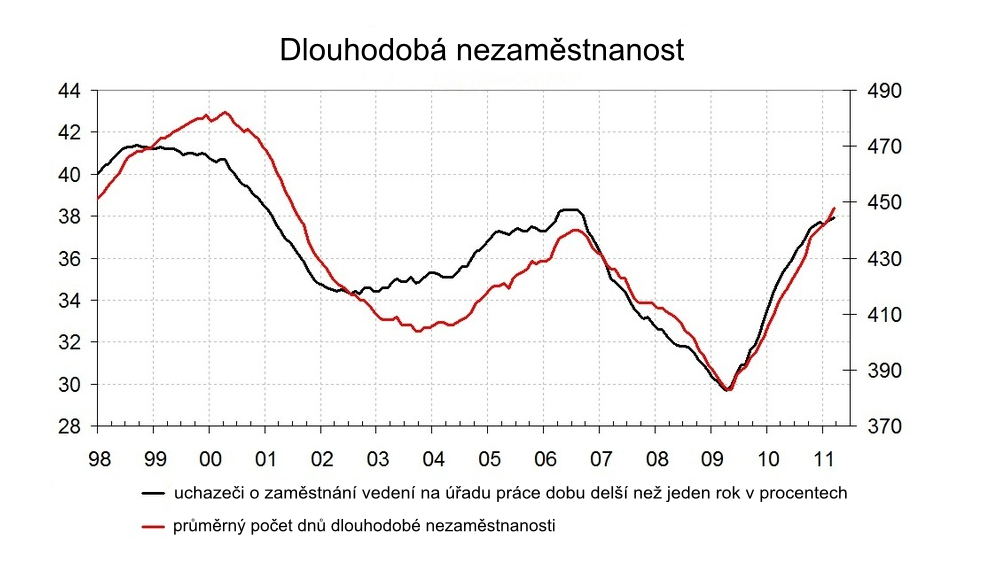 Dlouhodobá nezaměstnanost
44 490
42 470
40 450
38
36 430
34 410
32
30 390
28 370
98 99 00 01 02 03 04 05 06 07 08 09 10 11
uchazeči o zaměstnání vedení na úřadu práce dobu delší než jeden rok v procentech
průměrný počet dnů dlouhodobé nezaměstnanosti